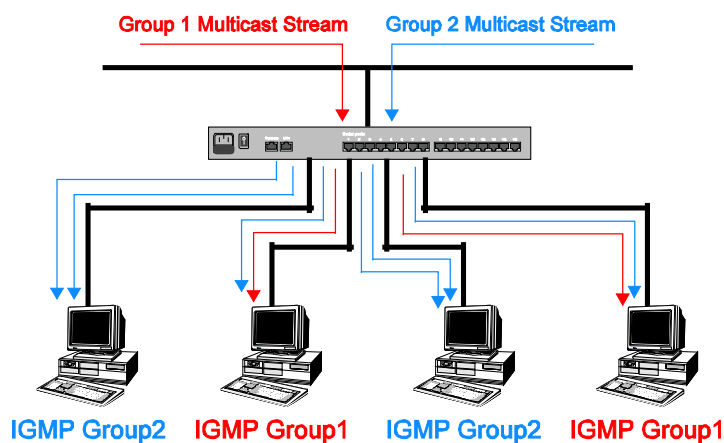 Group 1 Multicast Stream
Group 2 Multicast Stream
IGMP Group2
IGMP Group1
IGMP Group2
IGMP Group1